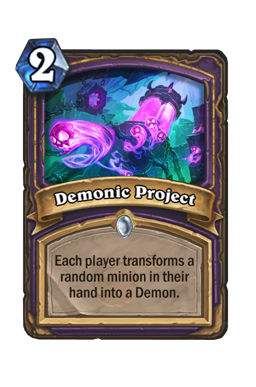 2
Demonic Project
Each player transforms a
random minion in their
hand into a Demon.